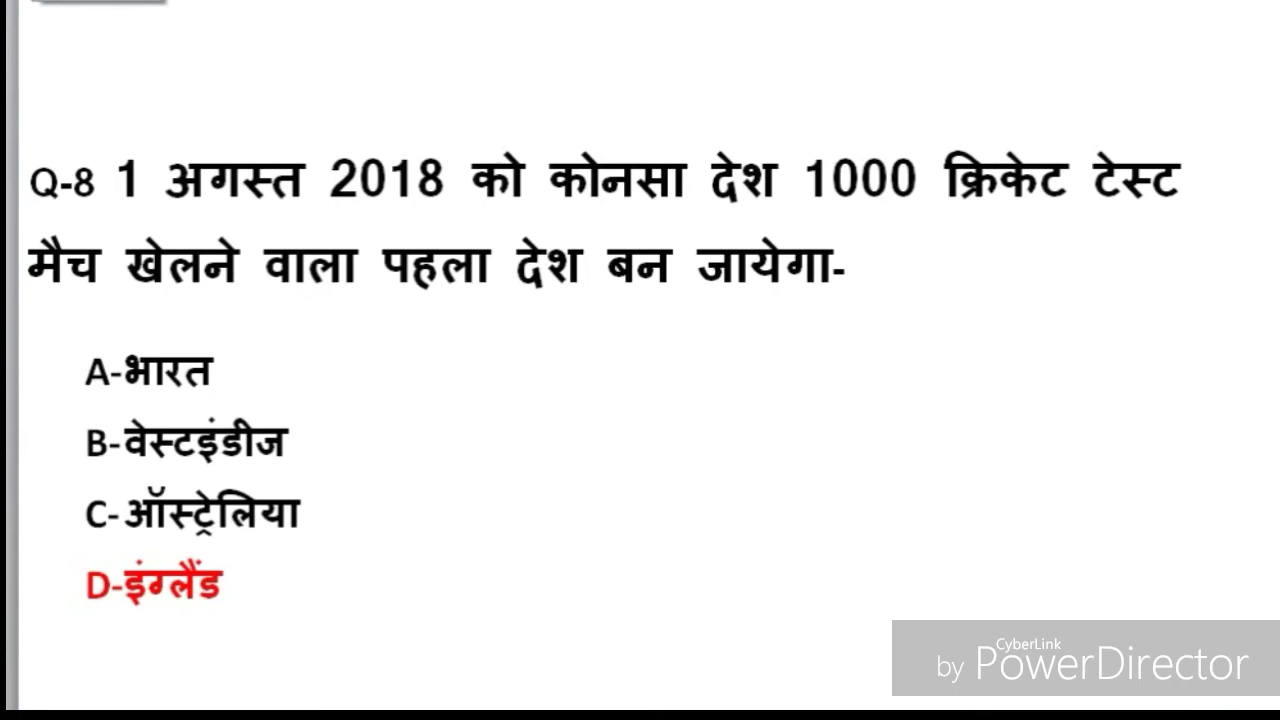 Q-8 1 अगस्त 2018 को कोनसा देश 1000 क्रिकेट टेस्ट
मैच खेलने वाला पहला देश बन जायेगा-
A-भारत
B-वेस्टइंडीज
C-ऑस्ट्रेलिया
D-इंग्लैंड
CyberLink
by PowerDirector